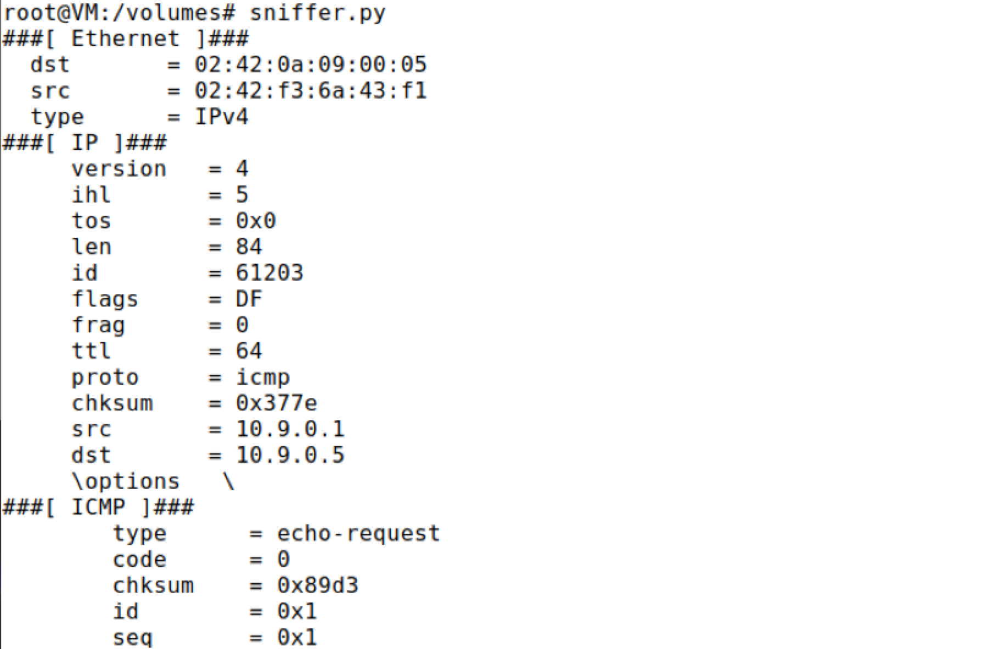 root@VM:/volumes# sniffer.py
###[ Ethernet ]###
  dst       = 02:42:0a:09:00:05
  src       = 02:42:f3:6a:43:f1
  type      = IPv4
###[ IP ]###
     version   = 4
     ihl       = 5
     tos       = 0x0
     len       = 84
     id        = 61203
     flags     = DF
     frag      = 0
     ttl       = 64
     proto     = icmp
     chksum    = 0x377e
     src       = 10.9.0.1
     dst       = 10.9.0.5
     \options   \
###[ ICMP ]###
        type      = echo-request
        code      = 0
        chksum    = 0x89d3
        id        = 0x1
        seq       = 0x1